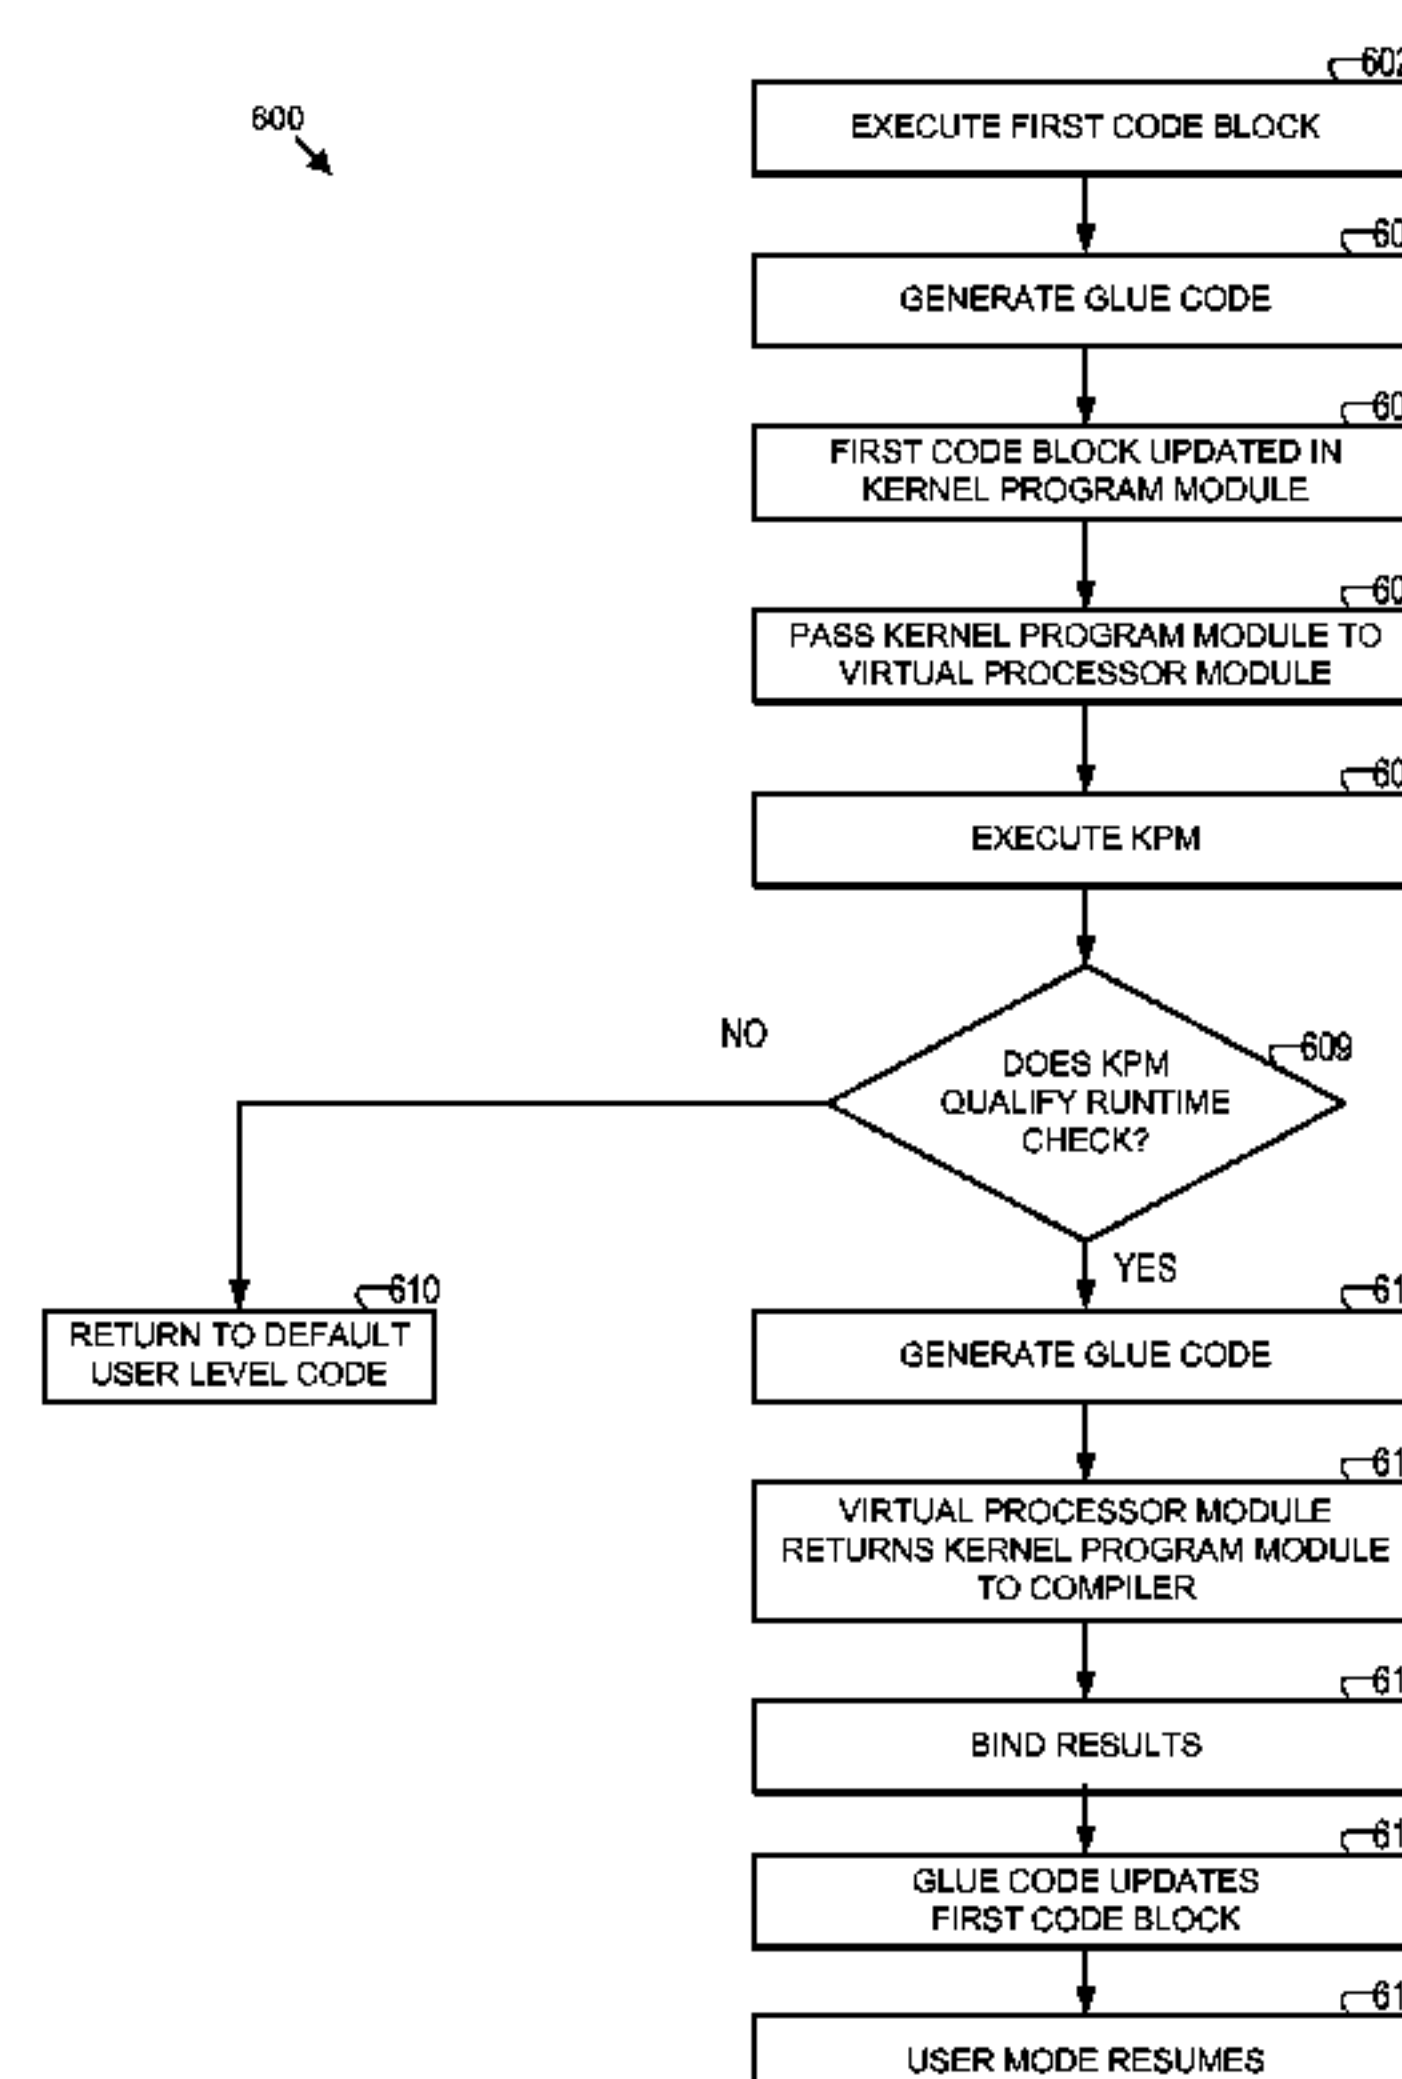 600
EXECUTE FIRST CODE BLOCK
GENERATE GLUE CODE
FIRST CODE BLOCK UPDATED IN
KERNEL PROGRAM MODULE
PASS KERNEL PROGRAM MODULE TO
VIRTUAL PROCESSOR MODULE
EXECUTE KPM
NO
609
DOES KPM
QUALIFY RUNTIME
CHECK?
YES
610
RETURN TO DEFAULT
USER LEVEL CODE
GENERATE GLUE CODE
VIRTUAL PROCESSOR MODULE
RETURNS KERNEL PROGRAM MODULE
TO COMPILER
BIND RESULTS
GLUE CODE UPDATES
FIRST CODE BLOCK
USER MODE RESUMES